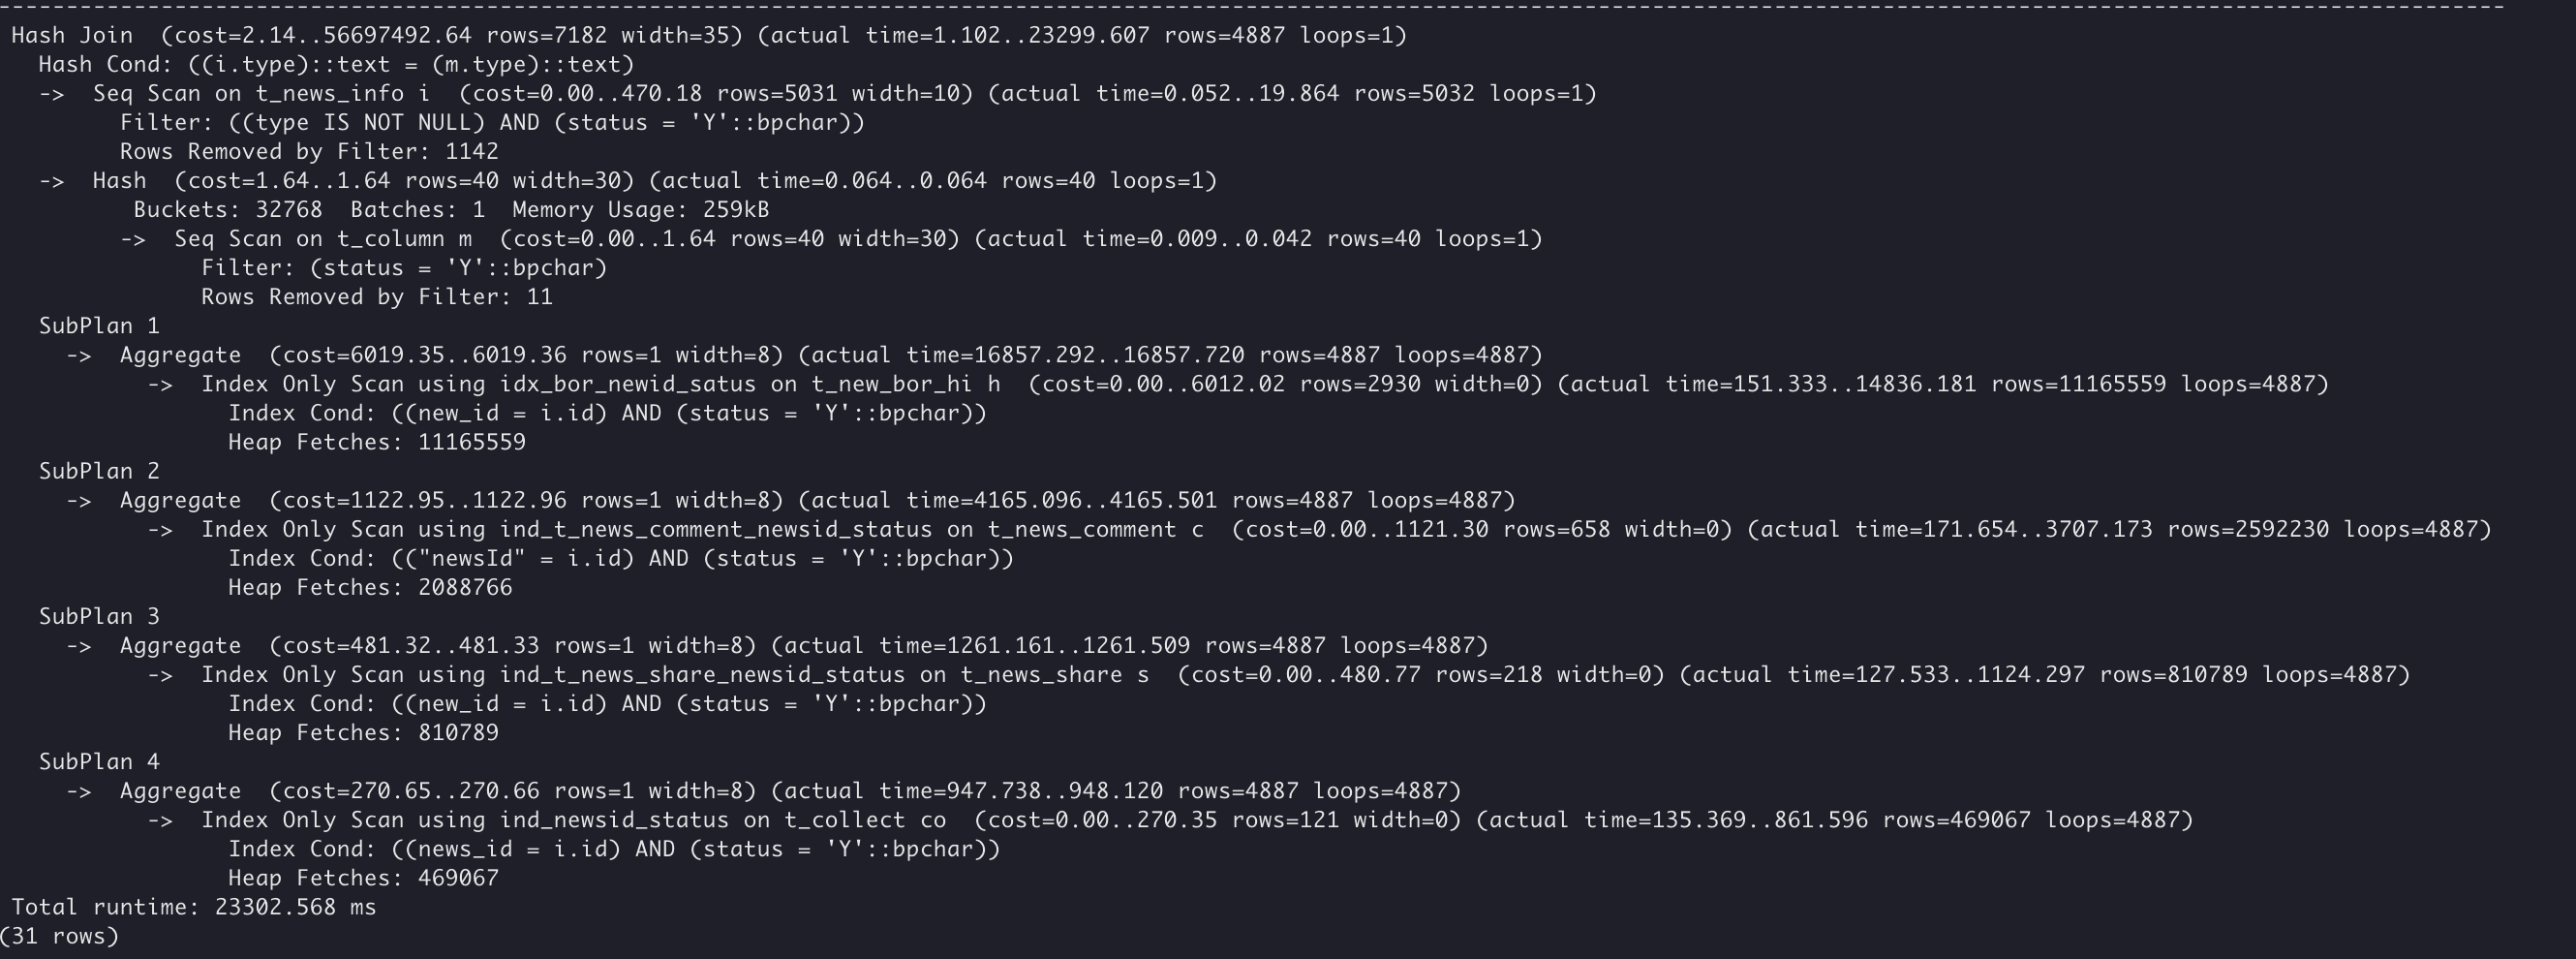 --------------------------------------------------------------------------------------------------------------------------------------------------------------------------------------------
Hash Join  (cost=2.14..56697492.64 rows=7182 width=35) (actual time=1.102..23299.607 rows=4887 loops=1)
  Hash Cond: ((i.type)::text = (m.type)::text)
  ->  Seq Scan on t_news_info i  (cost=0.00..470.18 rows=5031 width=10) (actual time=0.052..19.864 rows=5032 loops=1)
        Filter: ((type IS NOT NULL) AND (status = 'Y'::bpchar))
        Rows Removed by Filter: 1142
  ->  Hash  (cost=1.64..1.64 rows=40 width=30) (actual time=0.064..0.064 rows=40 loops=1)
         Buckets: 32768  Batches: 1  Memory Usage: 259kB
        ->  Seq Scan on t_column m  (cost=0.00..1.64 rows=40 width=30) (actual time=0.009..0.042 rows=40 loops=1)
              Filter: (status = 'Y'::bpchar)
              Rows Removed by Filter: 11
  SubPlan 1
    ->  Aggregate  (cost=6019.35..6019.36 rows=1 width=8) (actual time=16857.292..16857.720 rows=4887 loops=4887)
          ->  Index Only Scan using idx_bor_newid_satus on t_new_bor_hi h  (cost=0.00..6012.02 rows=2930 width=0) (actual time=151.333..14836.181 rows=11165559 loops=4887)
                Index Cond: ((new_id = i.id) AND (status = 'Y'::bpchar))
                Heap Fetches: 11165559
  SubPlan 2
    ->  Aggregate  (cost=1122.95..1122.96 rows=1 width=8) (actual time=4165.096..4165.501 rows=4887 loops=4887)
          ->  Index Only Scan using ind_t_news_comment_newsid_status on t_news_comment c  (cost=0.00..1121.30 rows=658 width=0) (actual time=171.654..3707.173 rows=2592230 loops=4887)
                Index Cond: (("newsId" = i.id) AND (status = 'Y'::bpchar))
                Heap Fetches: 2088766
  SubPlan 3
    ->  Aggregate  (cost=481.32..481.33 rows=1 width=8) (actual time=1261.161..1261.509 rows=4887 loops=4887)
          ->  Index Only Scan using ind_t_news_share_newsid_status on t_news_share s  (cost=0.00..480.77 rows=218 width=0) (actual time=127.533..1124.297 rows=810789 loops=4887)
                Index Cond: ((new_id = i.id) AND (status = 'Y'::bpchar))
                Heap Fetches: 810789
  SubPlan 4
    ->  Aggregate  (cost=270.65..270.66 rows=1 width=8) (actual time=947.738..948.120 rows=4887 loops=4887)
          ->  Index Only Scan using ind_newsid_status on t_collect co  (cost=0.00..270.35 rows=121 width=0) (actual time=135.369..861.596 rows=469067 loops=4887)
                Index Cond: ((news_id = i.id) AND (status = 'Y'::bpchar))
                Heap Fetches: 469067
Total runtime: 23302.568 ms
(31 rows)